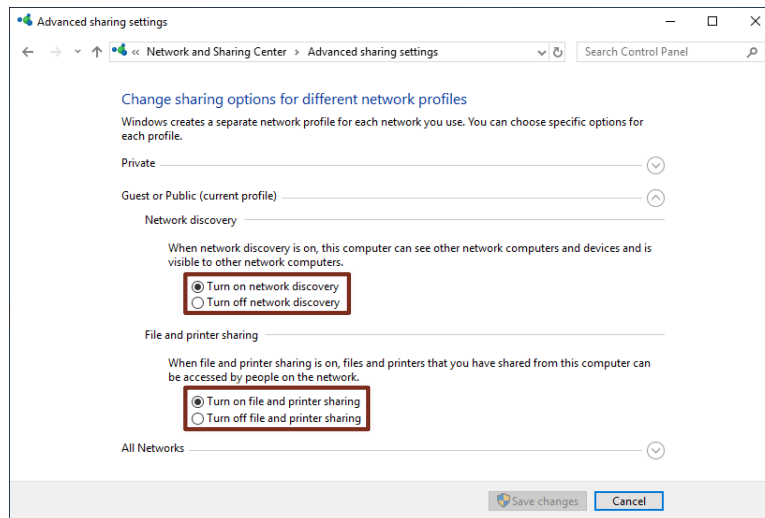 Advanced sharing settings
« Network and Sharing Center › Advanced sharing settings
Search Control Panel
Change sharing options for different network profiles
Windows creates a separate network profile for each network you use. You can choose specific options for
each profile.
Private
Guest or Public (current profile)
Network discovery
When network discovery is on, this computer can see other network computers and devices and is
visible to other network computers.
Turn on network discovery
Turn off network discovery
File and printer sharing
When file and printer sharing is on, files and printers that you have shared from this computer can
be accessed by people on the network.
Turn on file and printer sharing
Turn off file and printer sharing
All Networks
Save changes
Cancel